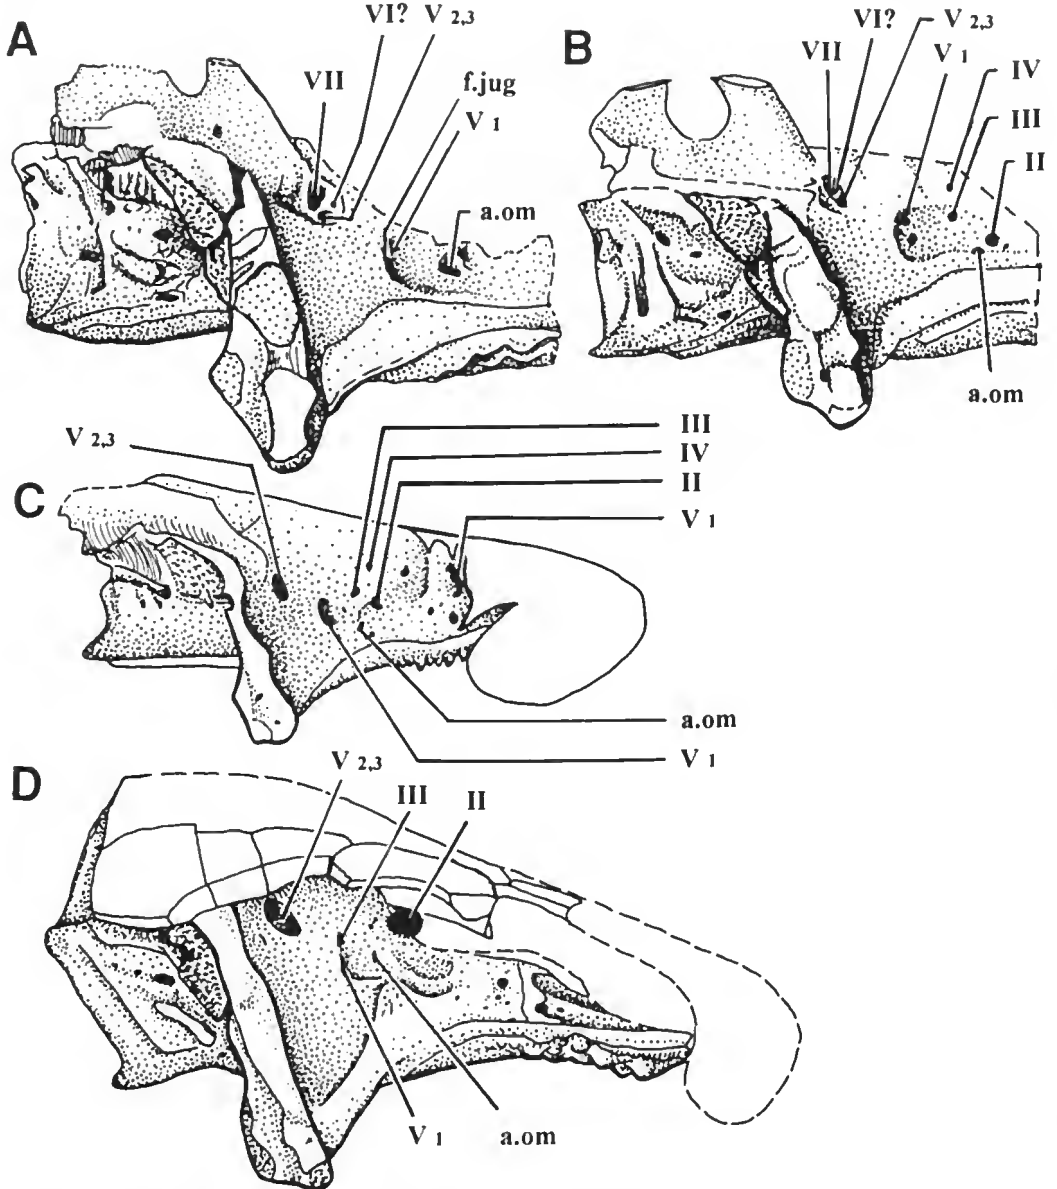 A
VI? V 2,3
VII
f.jug
V 1
a.om
B
VI? V 2,3
VII
V 1
IV
III
II
a.om
C
V 2,3
III
IV
II
V 1
a.om
V 1
D
V 2,3
III
II
V 1
a.om